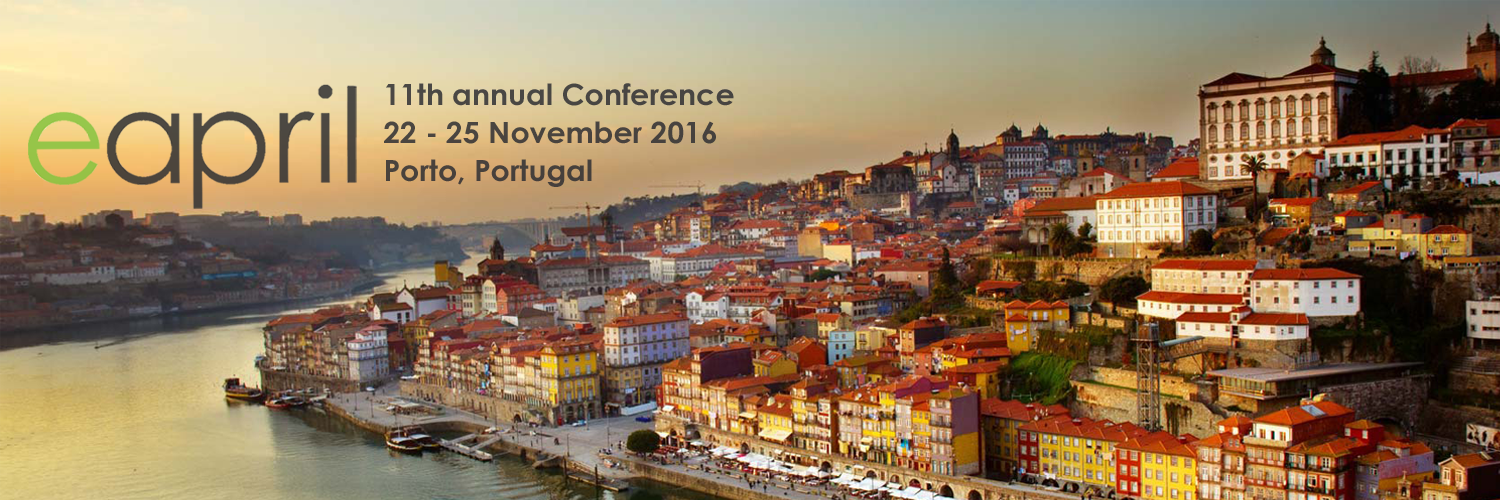 eapril
11th annual Conference
22 - 25 November 2016
Porto, Portugal